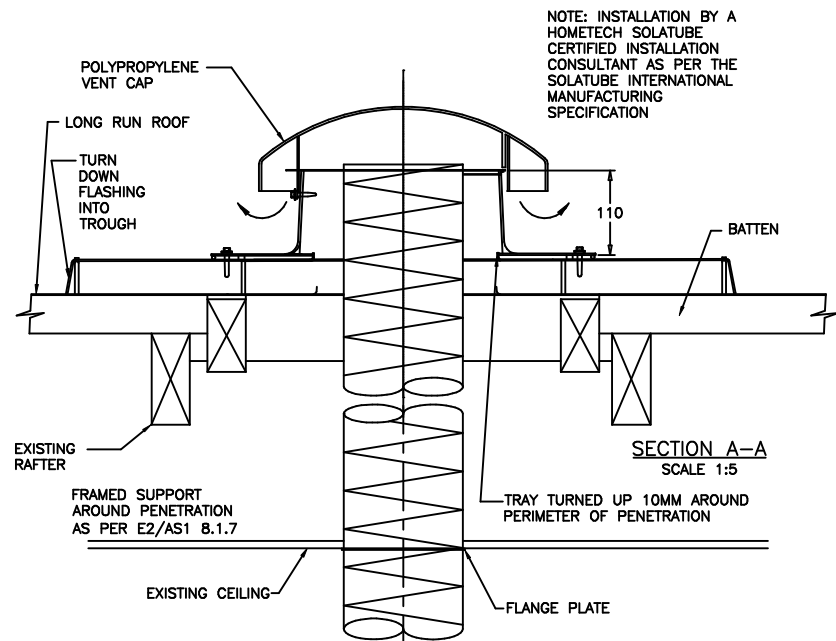 NOTE: INSTALLATION BY A
HOMETECH SOLATUBE
CERTIFIED INSTALLATION
CONSULTANT AS PER THE
SOLATUBE INTERNATIONAL
MANUFACTURING
SPECIFICATION
POLYPROPYLENE
VENT CAP
LONG RUN ROOF
TURN
DOWN
FLASHING
INTO
TROUGH
110
BATTEN
EXISTING
RAFTER
SECTION A-A
SCALE 1:5
FRAMED SUPPORT
AROUND PENETRATION
AS PER E2/AS1 8.1.7
TRAY TURNED UP 10MM AROUND
PERIMETER OF PENETRATION
EXISTING CEILING
FLANGE PLATE